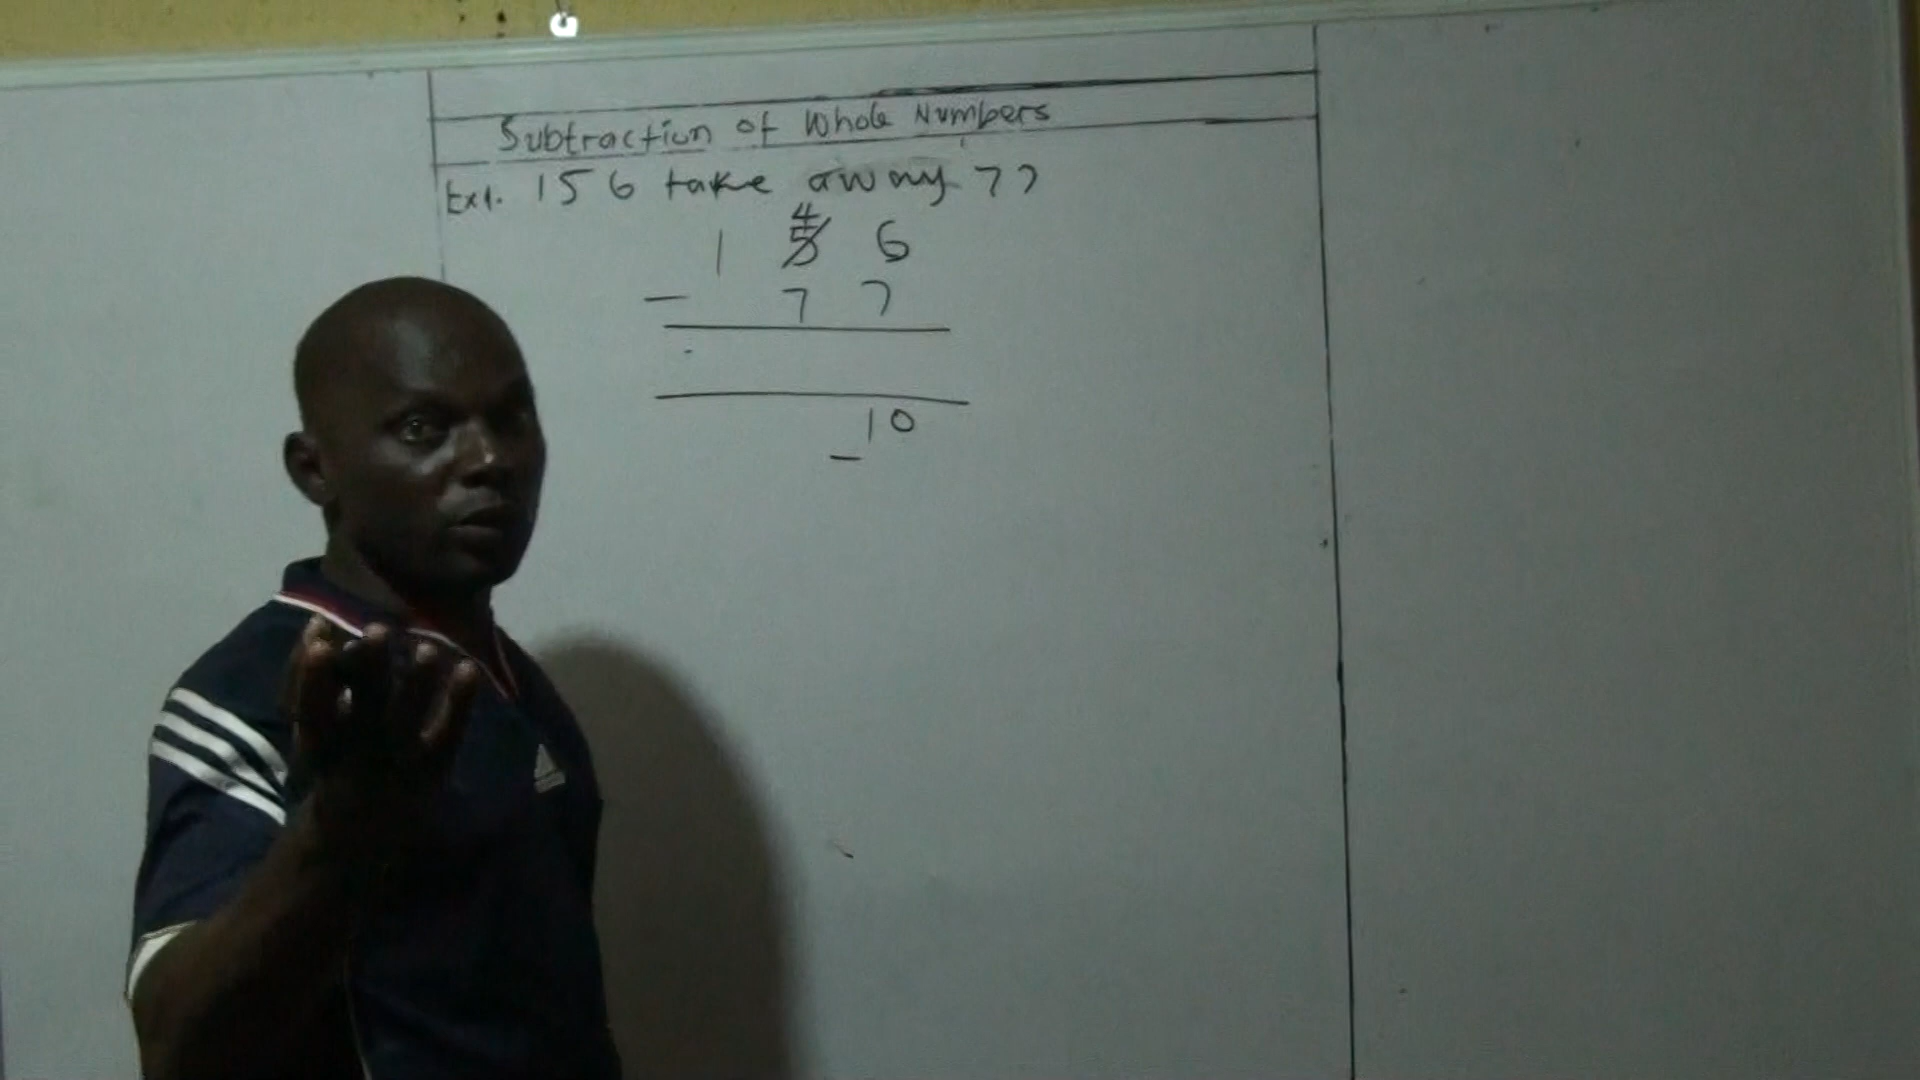 Subtraction of Whole Numbers
Ex1. 156 take away 77
4
1 5 6
- 7 7
10
-